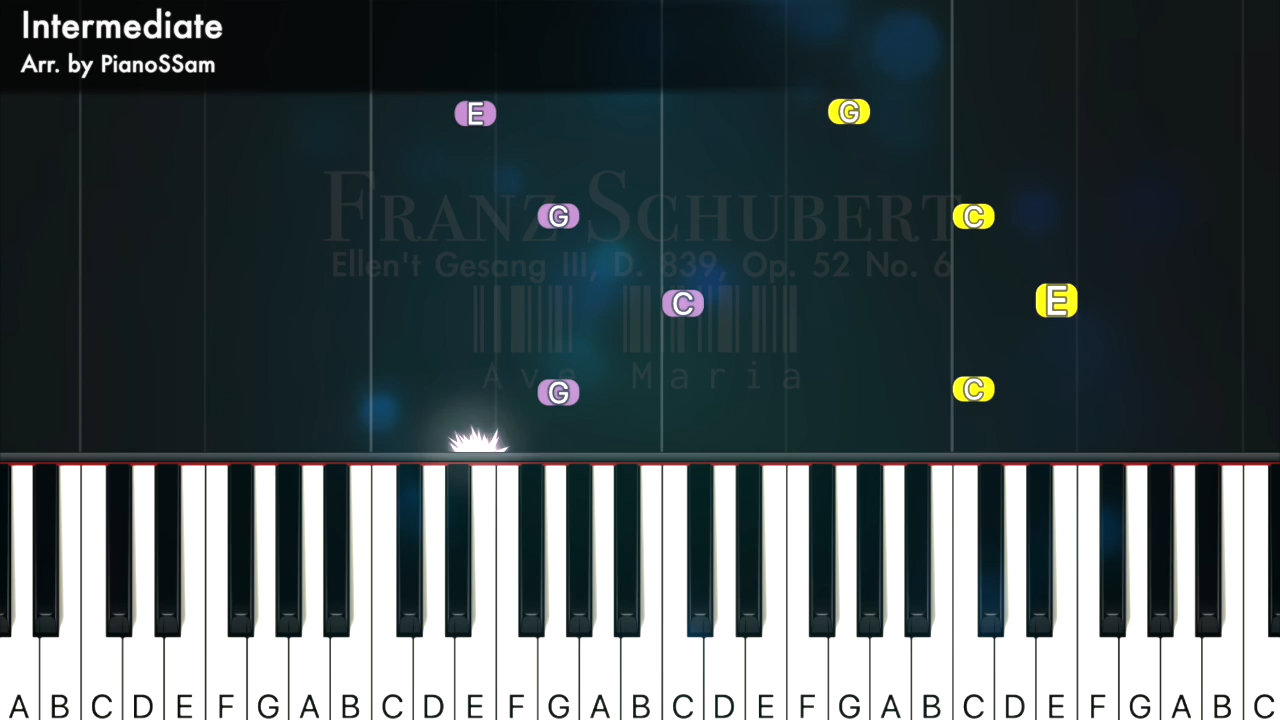 Intermediate
Arr. by PianoSSam
E G
FRANZ SCHUBERT
G C
Ellen't Gesang III, D. 839, Op. 52 No. 6
C E
Ave Maria
G C
A B C D E F G A B C D E F G A B C D E F G A B C D E F G A B C